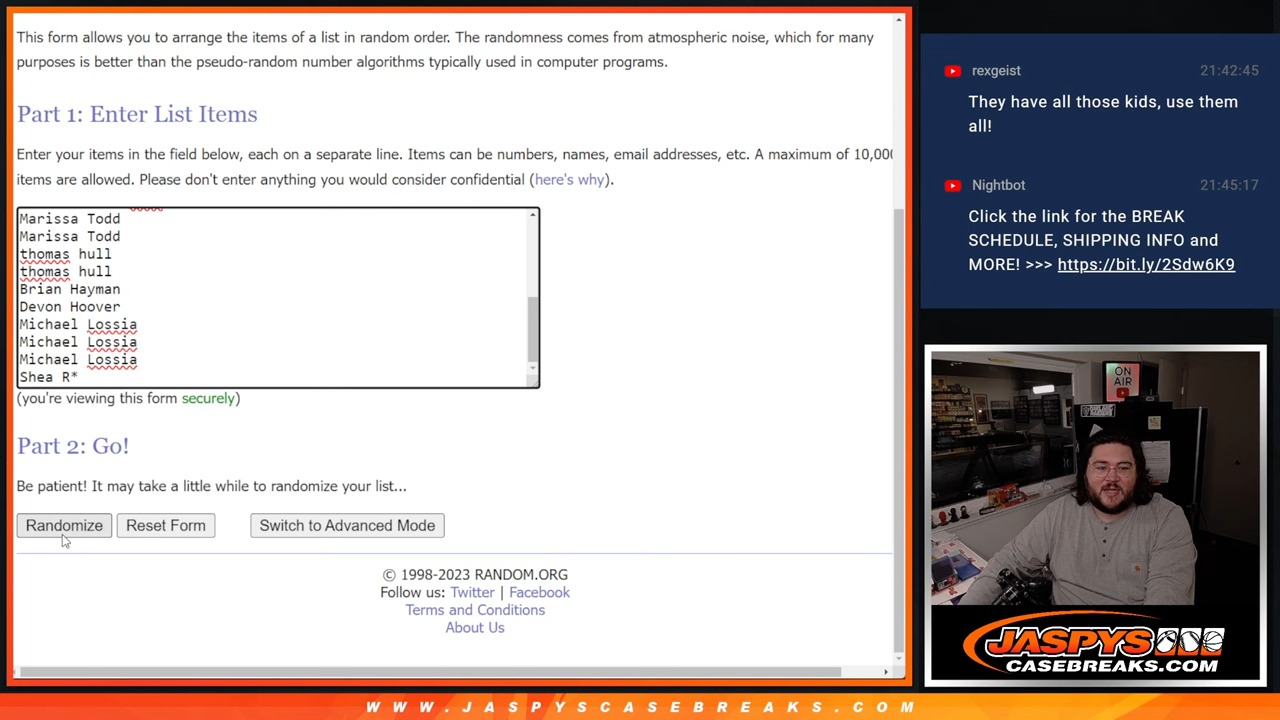 This form allows you to arrange the items of a list in random order. The randomness comes from atmospheric noise, which for many
purposes is better than the pseudo-random number algorithms typically used in computer programs.
Part 1: Enter List Items
Enter your items in the field below, each on a separate line. Items can be numbers, names, email addresses, etc. A maximum of 10,000
items are allowed. Please don't enter anything you would consider confidential (here's why).
Marissa Todd
Marissa Todd
thomas hull
thomas hull
Brian Hayman
Devon Hoover
Michael Lossia
Michael Lossia
Michael Lossia
Shea R*
(you're viewing this form securely)
Part 2: Go!
Be patient! It may take a little while to randomize your list...
Randomize
Reset Form
Switch to Advanced Mode
© 1998-2023 RANDOM.ORG
Follow us: Twitter | Facebook
Terms and Conditions
About Us
rexgeist
21:42:45
They have all those kids, use them
all!
Nightbot
21:45:17
Click the link for the BREAK
SCHEDULE, SHIPPING INFO and
MORE! >>> https://bit.ly/2Sdw6K9
ON
AIR
JASPYS
CASEBREAKS.COM
WWW.JASPYSCASEBREAKS.COM